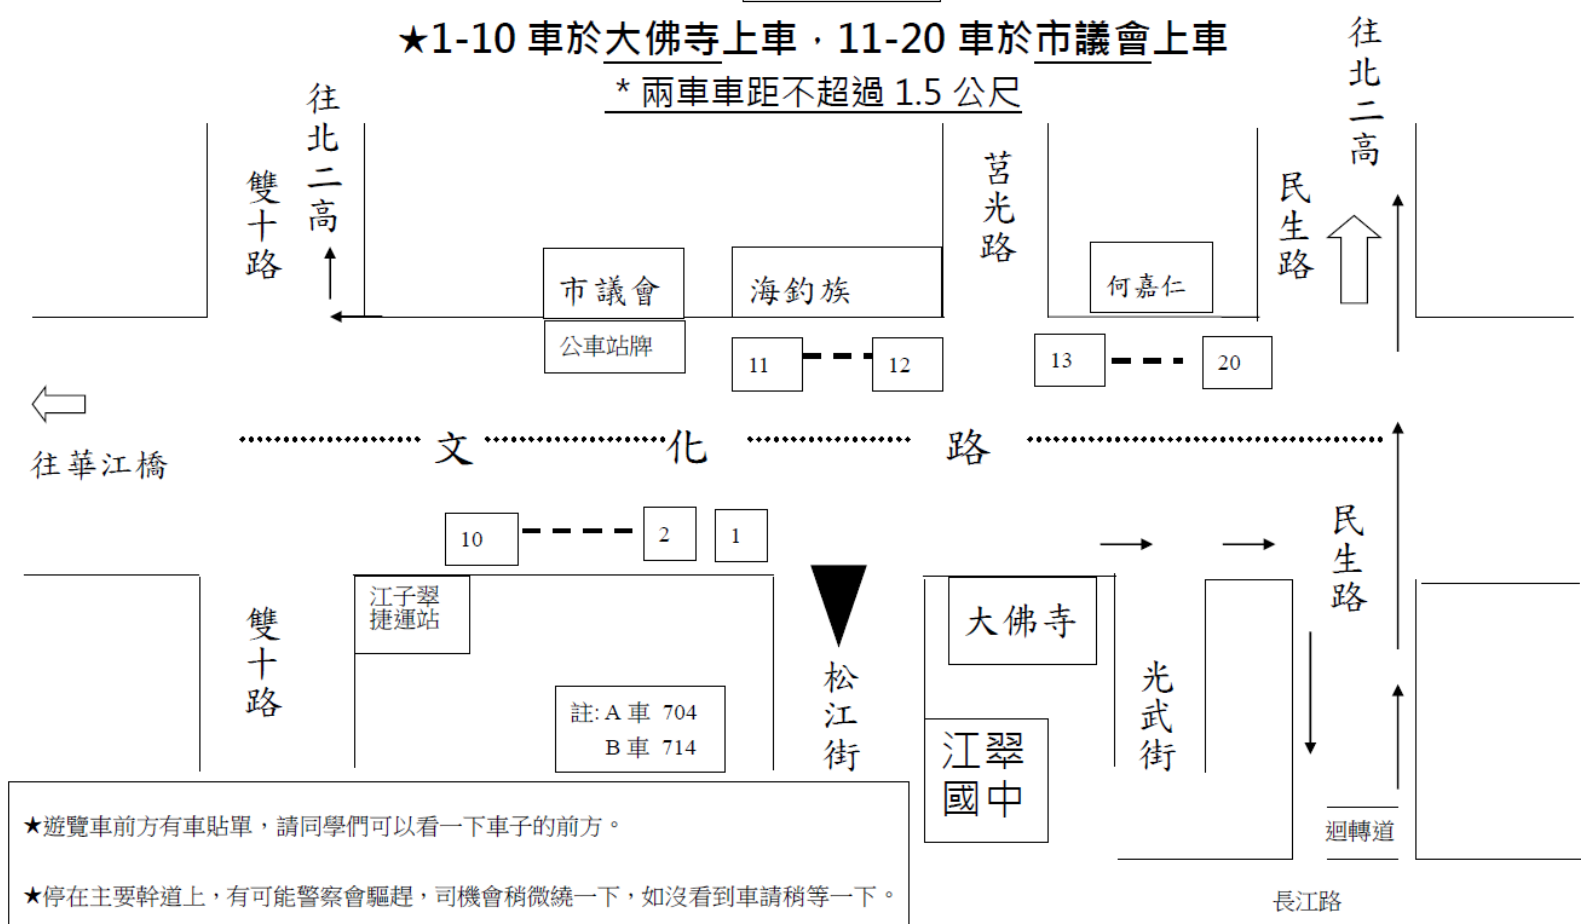 ★1-10 車於大佛寺上車，11-20 車於市議會上車
* 兩車車距不超過 1.5 公尺
往北二高
往北二高
雙十路
莒光路
民生路
市議會
海釣族
何嘉仁
公車站牌
11
12
13
20
往華江橋
文化路
10
2
1
民生路
江子翠
捷運站
大佛寺
雙十路
松江街
光武街
註: A 車 704
B 車 714
江翠
國中
★遊覽車前方有車貼單，請同學們可以看一下車子的前方。
迴轉道
★停在主要幹道上，有可能警察會驅趕，司機會稍微繞一下，如沒看到車請稍等一下。
長江路